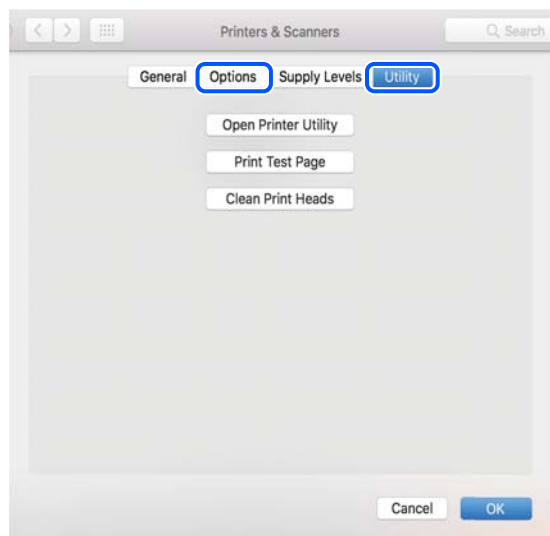 Printers & Scanners Search
General Options Supply Levels Utility
Open Printer Utility
Print Test Page
Clean Print Heads
Cancel OK